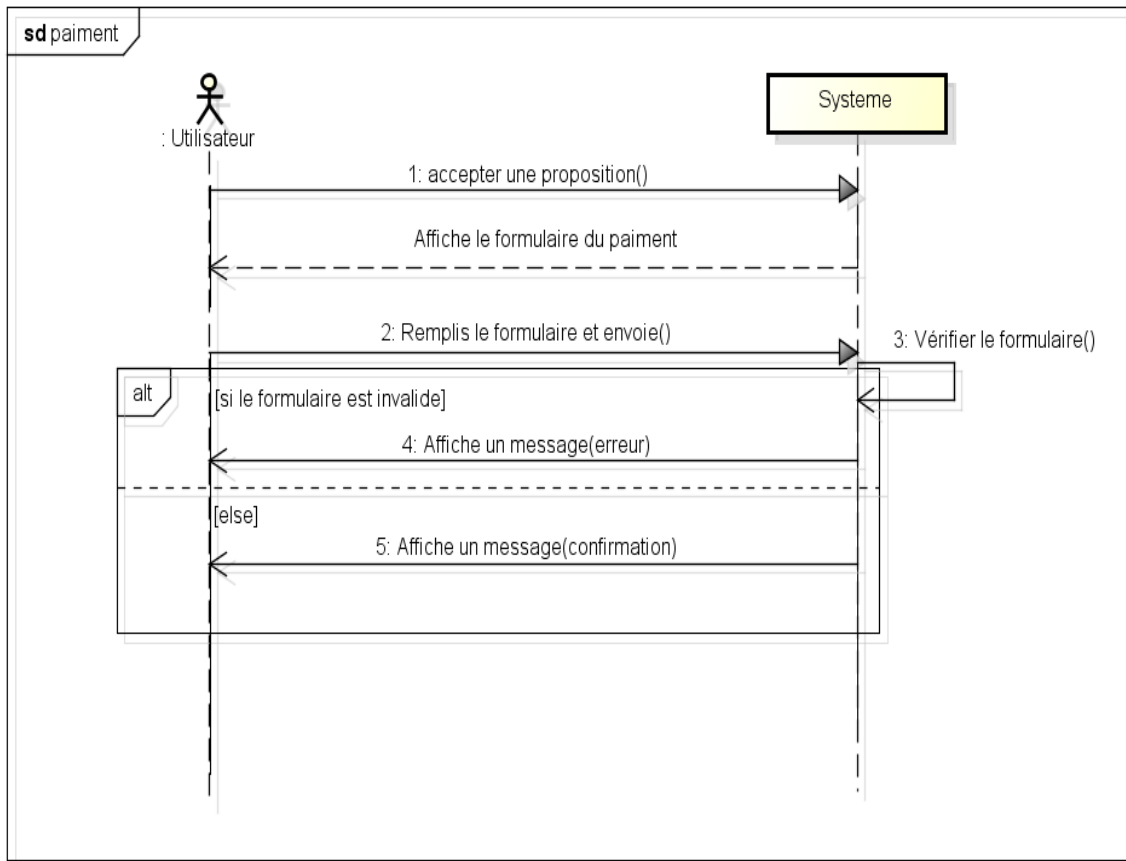 sd paiment
: Utilisateur
Systeme
1: accepter une proposition()
Affiche le formulaire du paiment
2: Remplis le formulaire et envoie()
3: Vérifier le formulaire()
alt
[si le formulaire est invalide]
4: Affiche un message(erreur)
[else]
5: Affiche un message(confirmation)